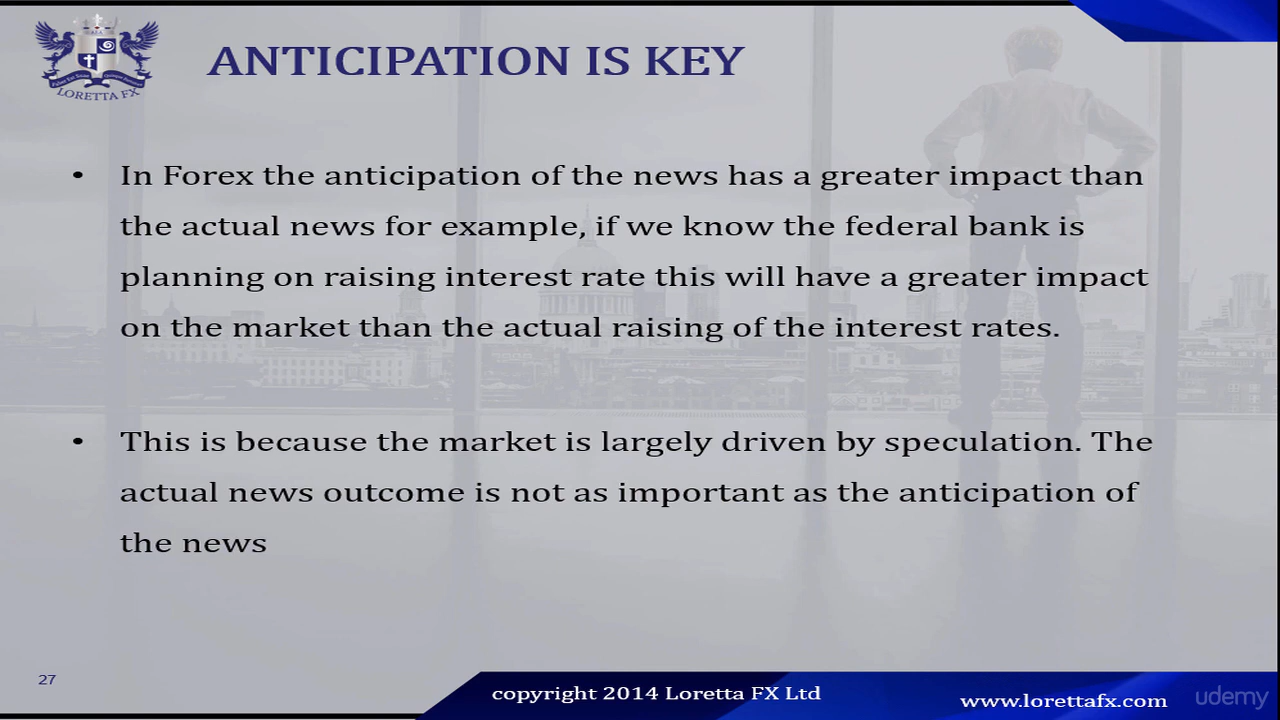 LORETTA FX
ANTICIPATION IS KEY
• In Forex the anticipation of the news has a greater impact than
the actual news for example, if we know the federal bank is
planning on raising interest rate this will have a greater impact
on the market than the actual raising of the interest rates.
• This is because the market is largely driven by speculation. The
actual news outcome is not as important as the anticipation of
the news
27
copyright 2014 Loretta FX Ltd
www.lorettafx.com
udemy